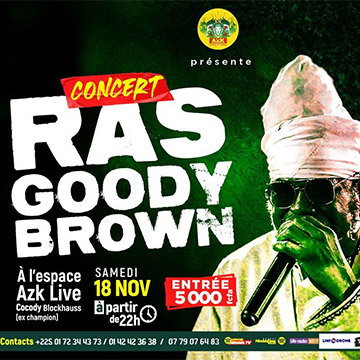 AZK
présente
CONCERT
RAS
GOODY
BROWN
À l'espace
Azk Live
Cocody Blockhauss
(ex champion)
SAMEDI
18 NOV
à partir
de 22h
ENTRÉE
5 000 fcfa
Contacts +225 01 72 34 43 73 / 01 42 42 36 38 / 07 79 07 64 83
LINFODROME